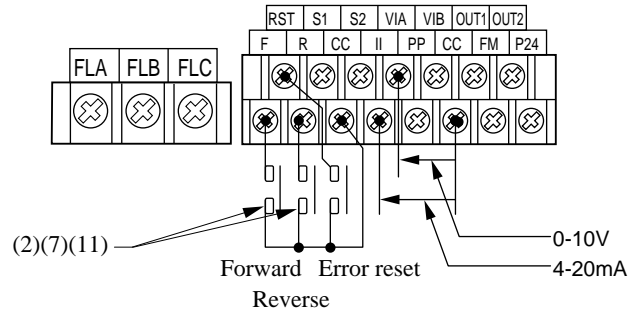 RST S1 S2 VIA VIB OUT1 OUT2
F R CC II PP CC FM P24
FLA FLB FLC
(2)(7)(11)
0-10V
Forward Error reset
4-20mA
Reverse